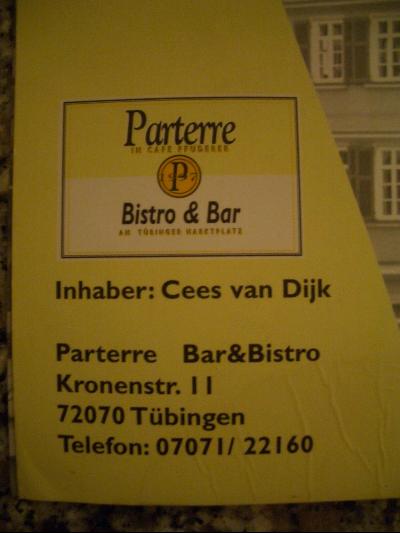 Parterre
IM CAFE PFUDERER
P
Bistro & Bar
AM TÜBINGER MARKTPLATZ
Inhaber: Cees van Dijk
Parterre Bar&Bistro
Kronenstr. 11
72070 Tübingen
Telefon: 07071/ 22160